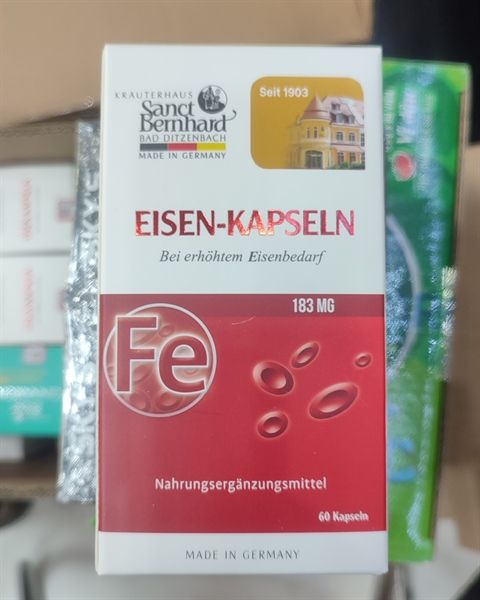 KRÄUTERHAUS
Sanct
Bernhard
BAD DITZENBACH
MADE IN GERMANY
Seit 1903
EISEN-KAPSELN
Bei erhöhtem Eisenbedarf
183 MG
Fe
Nahrungsergänzungsmittel
60 Kapseln
MADE IN GERMANY